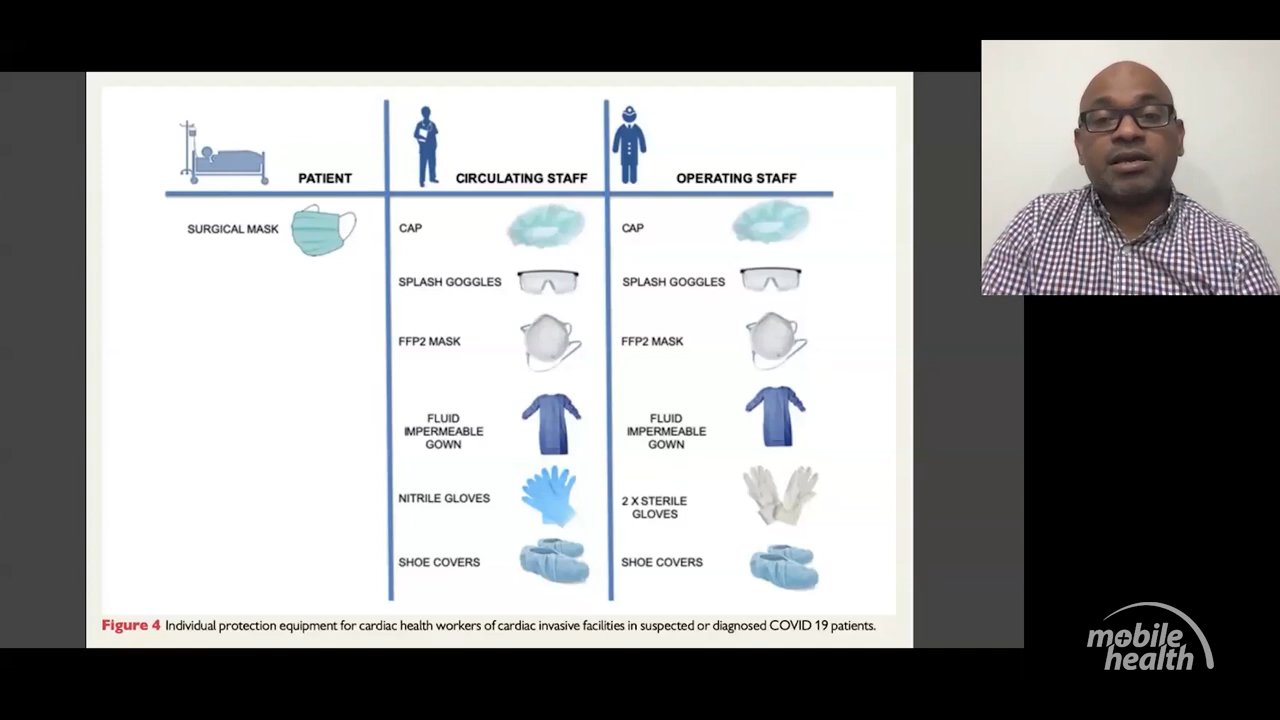 PATIENT
CIRCULATING STAFF
OPERATING STAFF
SURGICAL MASK
CAP
CAP
SPLASH GOGGLES
SPLASH GOGGLES
FFP2 MASK
FFP2 MASK
FLUID
IMPERMEABLE
GOWN
FLUID
IMPERMEABLE
GOWN
NITRILE GLOVES
2 X STERILE
GLOVES
SHOE COVERS
SHOE COVERS
Figure 4 Individual protection equipment for cardiac health workers of cardiac invasive facilities in suspected or diagnosed COVID 19 patients.
mobile
health